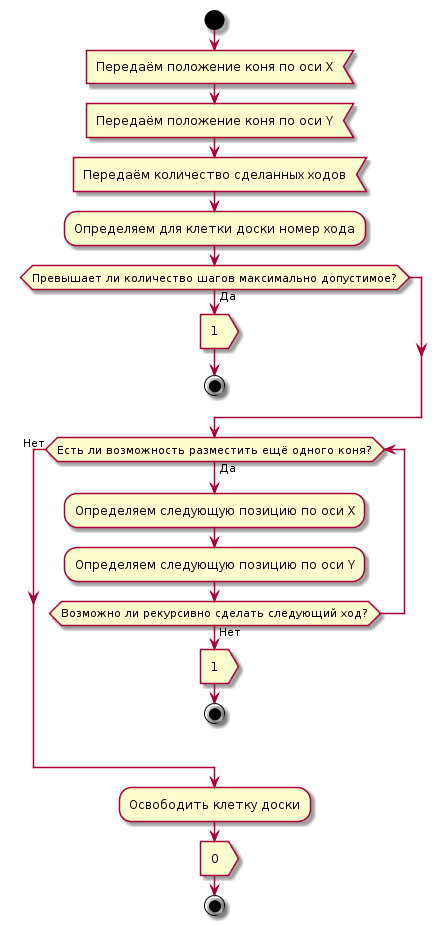 Передаём положение коня по оси X
Передаём положение коня по оси Y
Передаём количество сделанных ходов
Определяем для клетки доски номер хода
Превышает ли количество шагов максимально допустимое?
Да
1
Нет
Есть ли возможность разместить ещё одного коня?
Да
Определяем следующую позицию по оси X
Определяем следующую позицию по оси Y
Возможно ли рекурсивно сделать следующий ход?
Нет
1
Освободить клетку доски
0